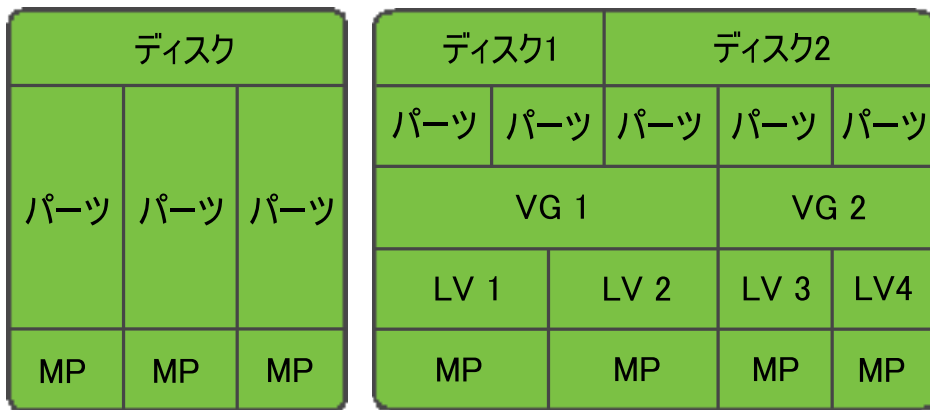 ディスク
パーツ パーツ パーツ
MP MP MP
ディスク1 ディスク2
パーツ パーツ パーツ パーツ パーツ
VG 1 VG 2
LV 1 LV 2 LV 3 LV4
MP MP MP MP